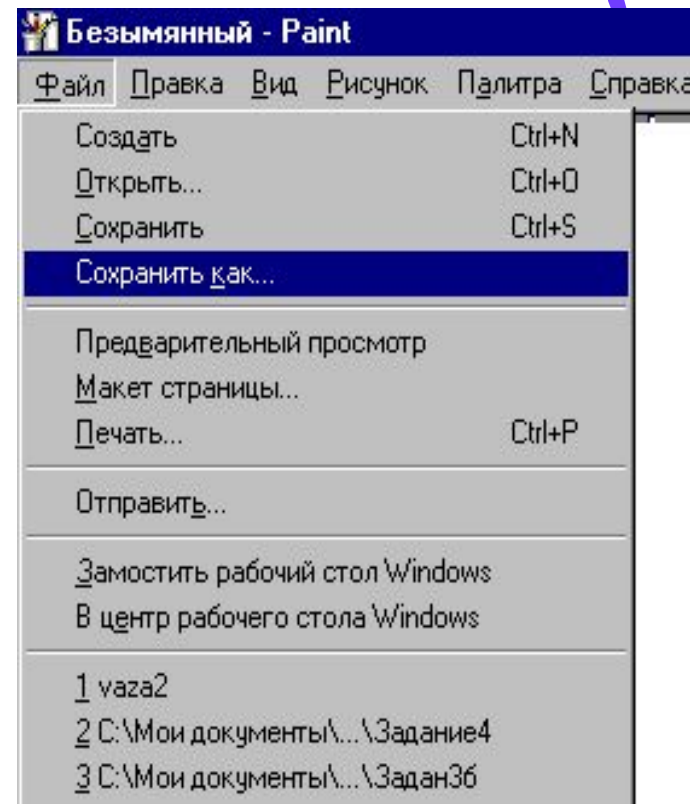 Безымянный - Paint
Файл Правка Вид Рисунок Палитра Справка
Создать Ctrl+N
Открыть... Ctrl+O
Сохранить Ctrl+S
Сохранить как...
Предварительный просмотр
Макет страницы...
Печать... Ctrl+P
Отправить...
Замостить рабочий стол Windows
В центр рабочего стола Windows
1 vaza2
2 C:\Мои документы\...\Задание4
3 C:\Мои документы\...\Задан3б